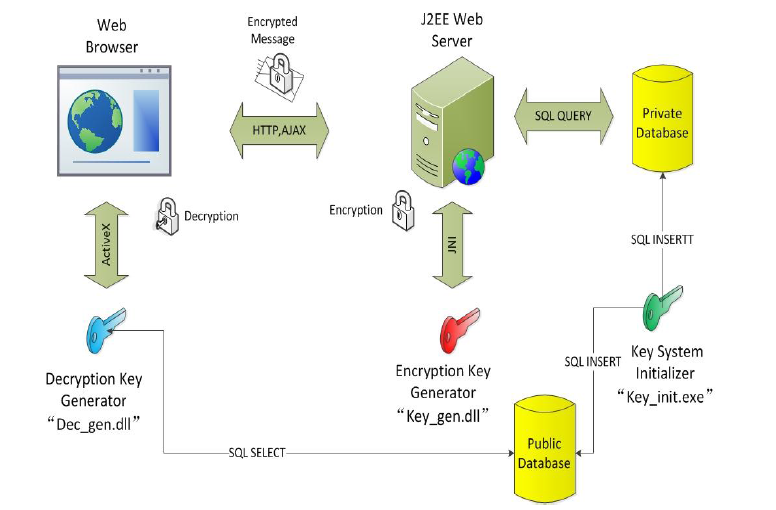 Web
Browser
Encrypted
Message
J2EE Web
Server
HTTP,AJAX
SQL QUERY
Private
Database
Decryption
Encryption
ActiveX
JNI
SQL INSERTT
Decryption Key
Generator
“Dec_gen.dll”
Encryption Key
Generator
“Key_gen.dll”
SQL INSERT
Key System
Initializer
“Key_init.exe”
SQL SELECT
Public
Database